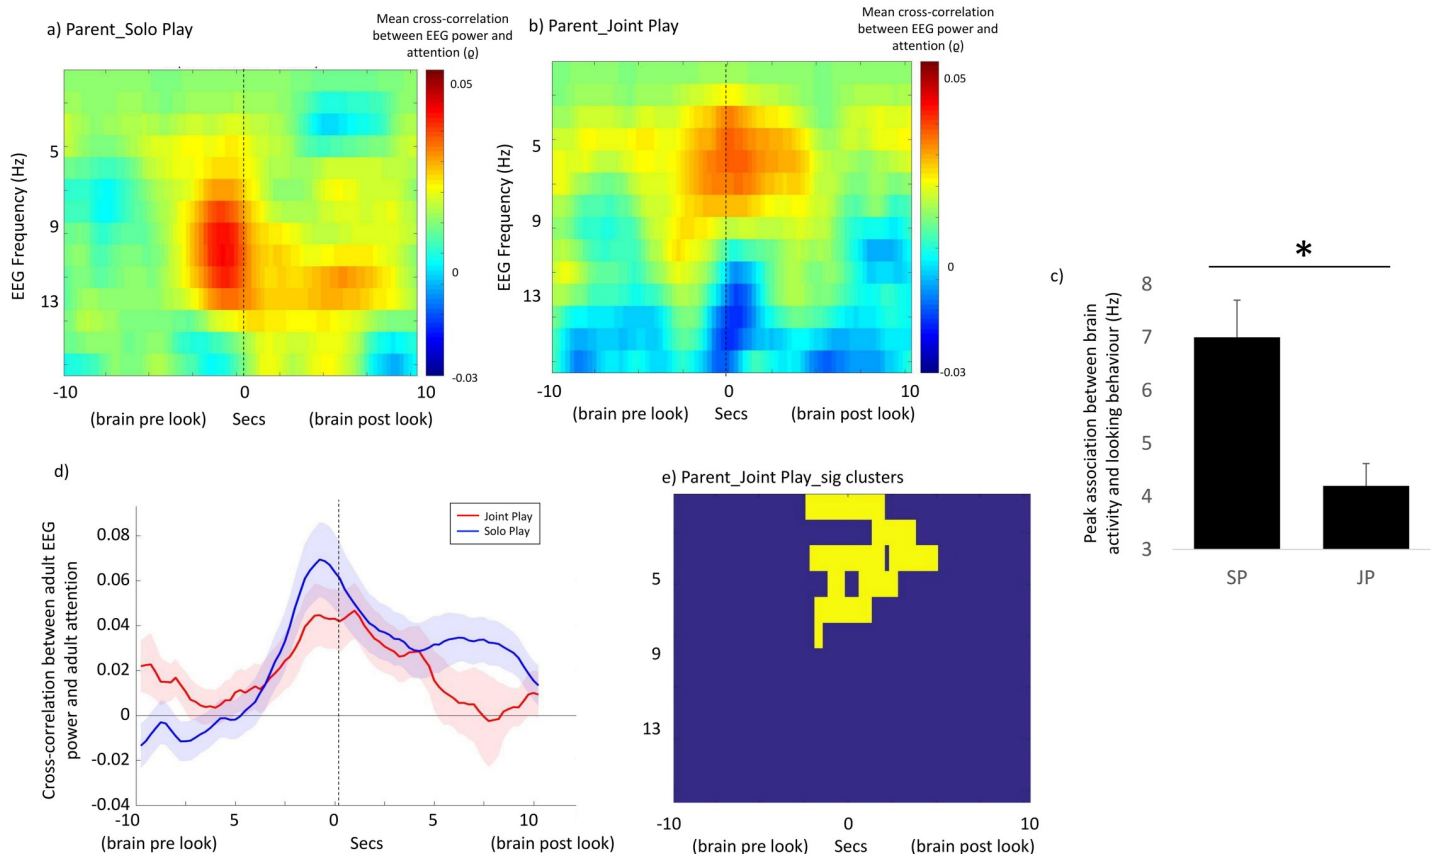 a) Parent_Solo Play
Mean cross-correlation
between EEG power and
attention (ϱ)
0.05
0
-0.03
EEG Frequency (Hz)
5
9
13
-10
0
10
(brain pre look)
Secs
(brain post look)
b) Parent_Joint Play
Mean cross-correlation
between EEG power and
attention (ϱ)
0.05
0
-0.03
EEG Frequency (Hz)
5
9
13
-10
0
10
(brain pre look)
Secs
(brain post look)
c)
*
Peak association between brain
activity and looking behaviour (Hz)
8
7
6
5
4
3
SP
JP
d)
Joint Play
Solo Play
Cross-correlation between adult EEG
power and adult attention
0.08
0.06
0.04
0.02
0
-0.02
-0.04
-10
5
0
5
10
(brain pre look)
Secs
(brain post look)
e) Parent_Joint Play_sig clusters
5
9
13
-10
0
10
(brain pre look)
Secs
(brain post look)